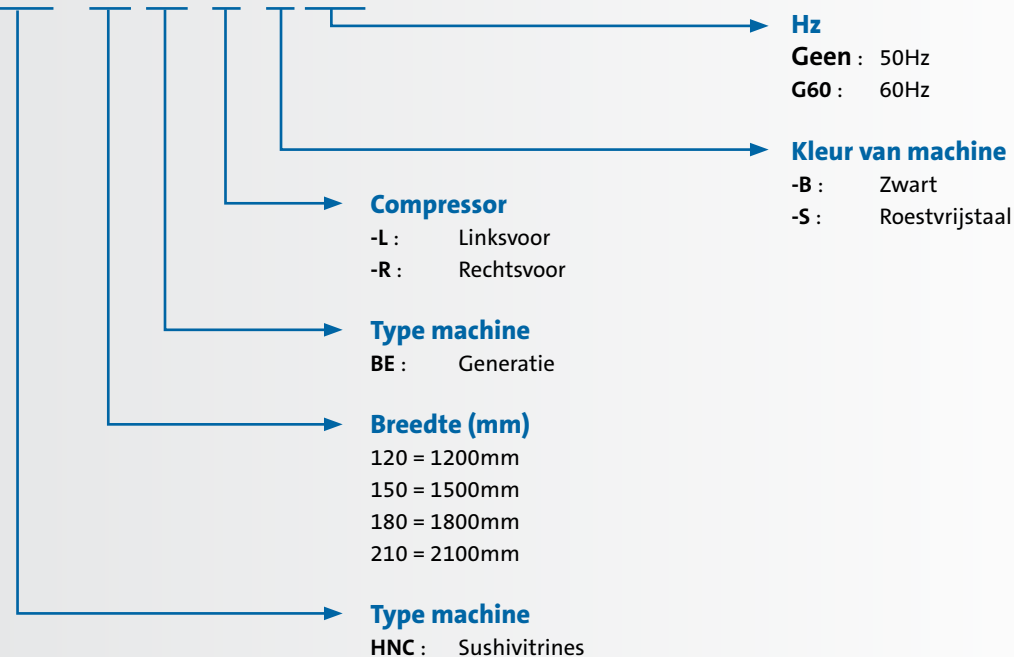 Hz
Geen : 50Hz
G60 : 60Hz
Kleur van machine
-B : Zwart
-S : Roestvrijstaal
Compressor
-L : Linksvoor
-R : Rechtsvoor
Type machine
BE : Generatie
Breedte (mm)
120 = 1200mm
150 = 1500mm
180 = 1800mm
210 = 2100mm
Type machine
HNC : Sushivitrines